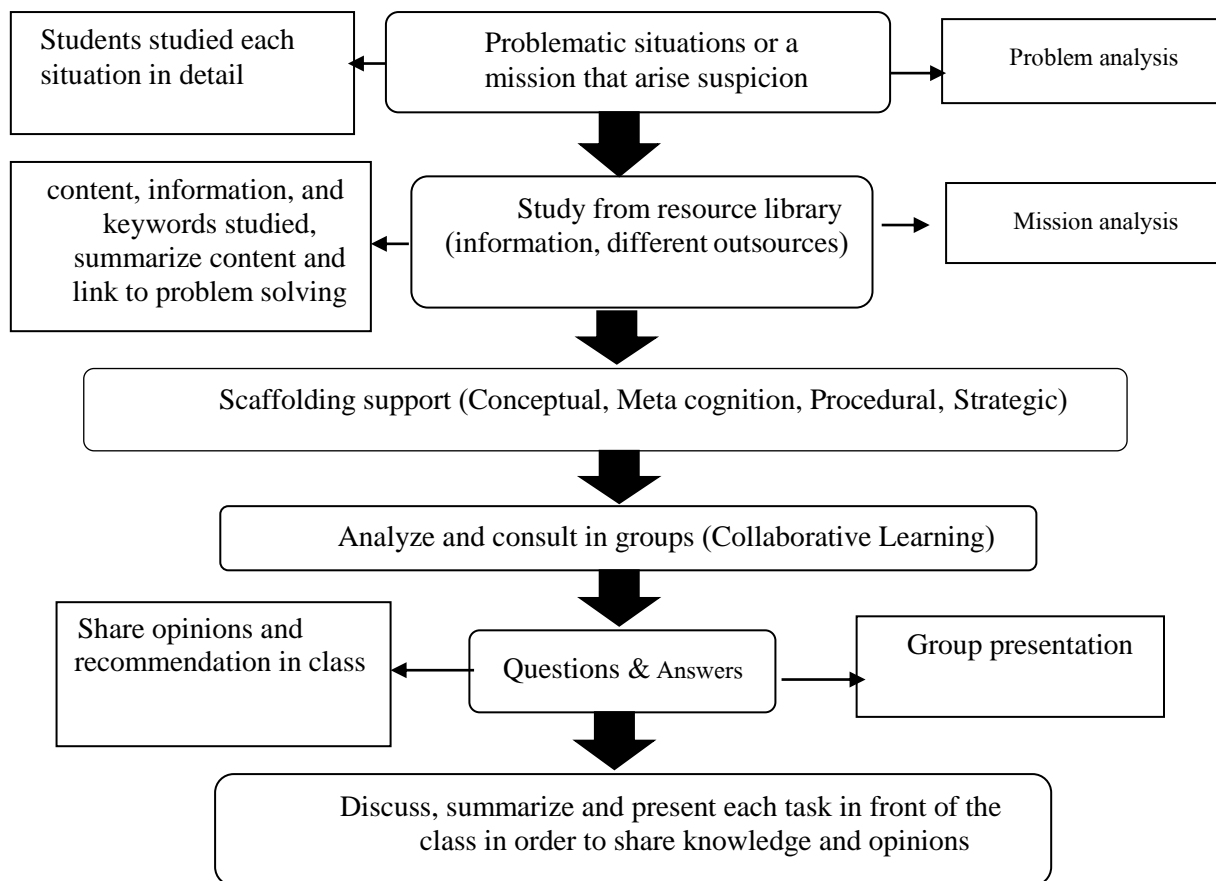 Students studied each
situation in detail
Problematic situations or a
mission that arise suspicion
Problem analysis
content, information, and
keywords studied,
summarize content and
link to problem solving
Study from resource library
(information, different outsources)
Mission analysis
Scaffolding support (Conceptual, Meta cognition, Procedural, Strategic)
Analyze and consult in groups (Collaborative Learning)
Share opinions and
recommendation in class
Questions & Answers
Group presentation
Discuss, summarize and present each task in front of the
class in order to share knowledge and opinions